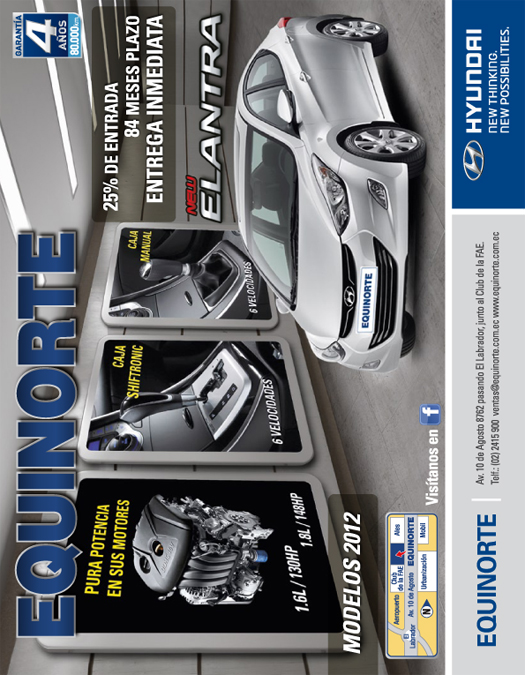 EQUINORTE
GARANTÍA
4
AÑOS
80.000km
PURA POTENCIA
EN SUS MOTORES
1.6L / 130HP
1.8L / 148HP
CAJA
SHIFTRONIC
6 VELOCIDADES
CAJA
MANUAL
6 VELOCIDADES
25% DE ENTRADA
84 MESES PLAZO
ENTREGA INMEDIATA
NEW
ELANTRA
EQUINORTE
MODELOS 2012
Aeropuerto
Club
de la FAE
Ales
El
Labrador
Av. 10 de Agosto
EQUINORTE
N
Urbanización
Mobil
Visítanos en f
EQUINORTE
Av. 10 de Agosto 8762 pasando El Labrador, junto al Club de la FAE.
Telf.: (02) 2415 900 ventas@equinorte.com.ec www.equinorte.com.ec
HYUNDAI
NEW THINKING.
NEW POSSIBILITIES.